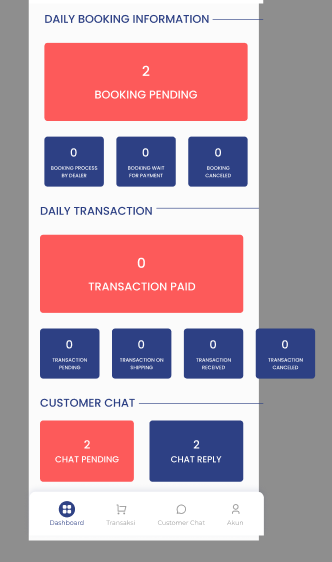 DAILY BOOKING INFORMATION
2
BOOKING PENDING
0
BOOKING PROCESS
BY DEALER
0
BOOKING WAIT
FOR PAYMENT
0
BOOKING
CANCELED
DAILY TRANSACTION
0
TRANSACTION PAID
0
TRANSACTION
PENDING
0
TRANSACTION ON
SHIPPING
0
TRANSACTION
RECEIVED
0
TRANSACTION
CANCELED
CUSTOMER CHAT
2
CHAT PENDING
2
CHAT REPLY
Dashboard
Transaksi
Customer Chat
Akun